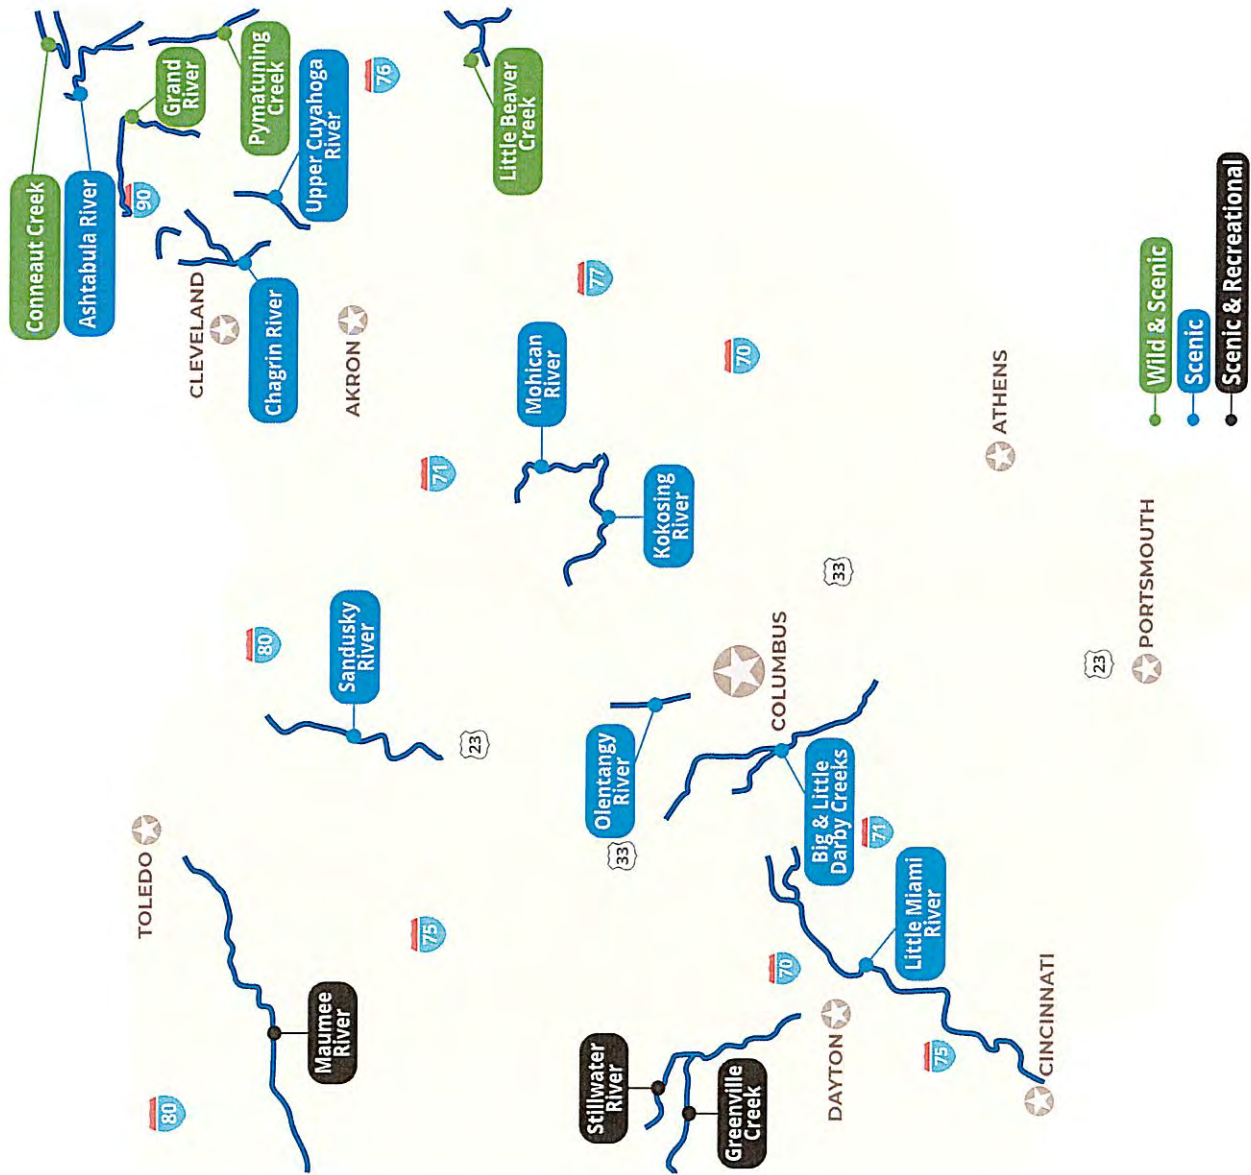 Conneaut Creek
Ashtabula River
90
Grand
River
Pymatuning
Creek
Upper Cuyahoga
River
76
TOLEDO
CLEVELAND
Chagrin River
80
80
Sandusky
River
AKRON
Maumee
River
75
71
23
Little Beaver
Creek
Mohican
River
77
Stillwater
River
Olentangy
River
33
Kokosing
River
Greenville
Creek
70
70
COLUMBUS
Big & Little
Darby Creeks
DAYTON
33
71
Little Miami
River
75
ATHENS
CINCINNATI
23
PORTSMOUTH
Wild & Scenic
Scenic
Scenic & Recreational